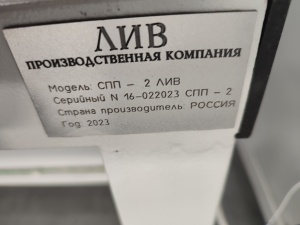 ЛИВ
ПРОИЗВОДСТВЕННАЯ КОМПАНИЯ
Модель: СПП - 2 ЛИВ
Серийный N 16-022023 СПП - 2
Страна производитель: РОССИЯ
Год: 2023